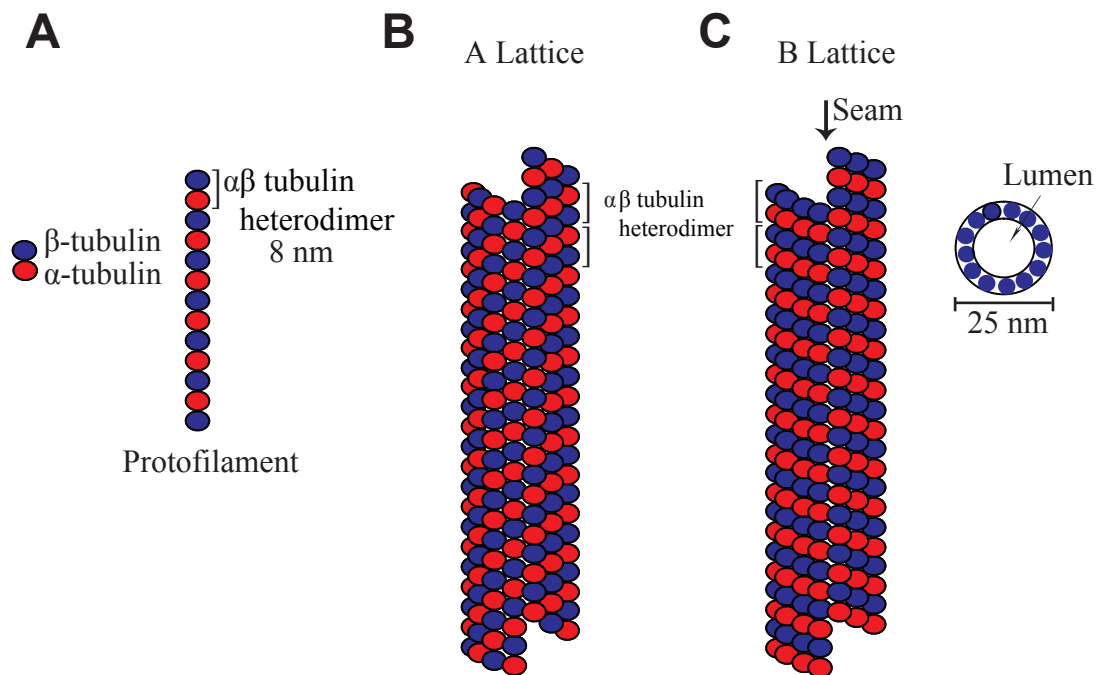 A
αβ tubulin
heterodimer
8 nm
β-tubulin
α-tubulin
Protofilament
B
A Lattice
αβ tubulin
heterodimer
C
B Lattice
Seam
Lumen
25 nm